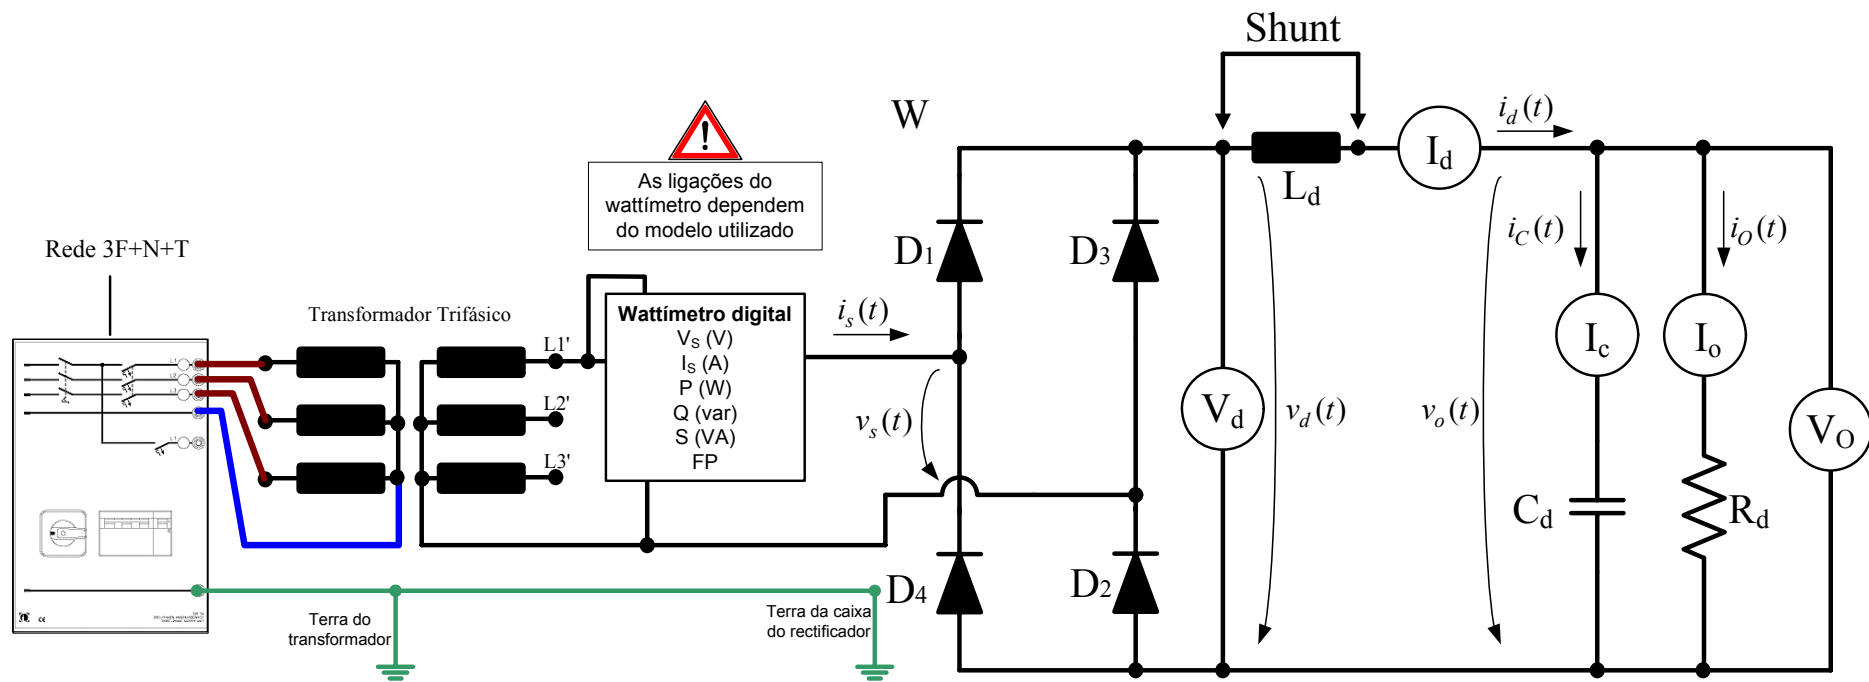 Shunt
W
i_d(t)
I_d
L_d
As ligações do
wattímetro dependem
do modelo utilizado
D1
D3
i_C(t)
i_O(t)
Rede 3F+N+T
Transformador Trifásico
Wattímetro digital
V_S (V)
I_S (A)
P (W)
Q (var)
S (VA)
FP
i_s(t)
L1'
L2'
L3'
I_c
I_o
v_s(t)
V_d
v_d(t)
v_o(t)
V_O
C_d
R_d
D4
D2
Terra do
transformador
Terra da caixa
do rectificador
L1
L1